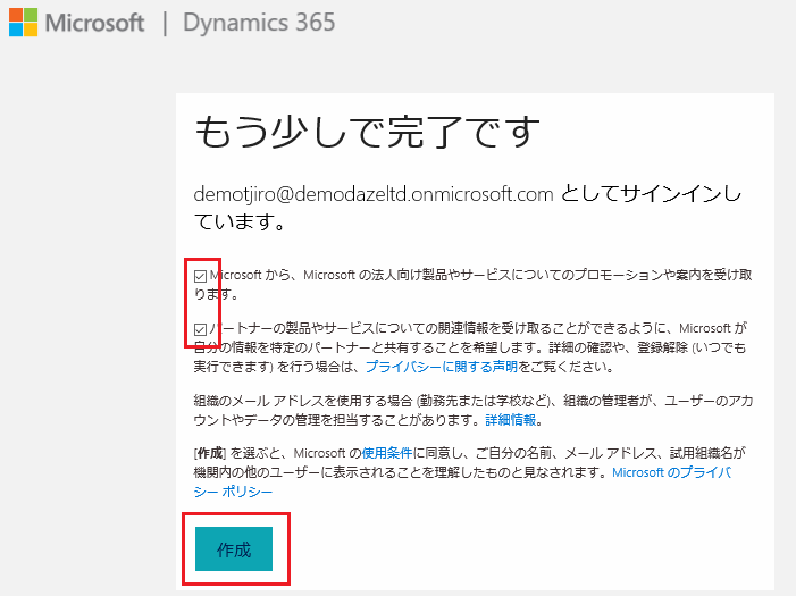 Microsoft | Dynamics 365
もう少しで完了です
demotjiro@demodazeltd.onmicrosoft.com としてサインインし
ています。
Microsoft から、Microsoft の法人向け製品やサービスについてのプロモーションや案内を受け取
ります。
パートナーの製品やサービスについての関連情報を受け取ることができるように、Microsoft が
自分の情報を特定のパートナーと共有することを希望します。詳細の確認や、登録解除 (いつでも
実行できます) を行う場合は、プライバシーに関する声明をご覧ください。
組織のメール アドレスを使用する場合 (勤務先または学校など)、組織の管理者が、ユーザーのアカ
ウントやデータの管理を担当することがあります。詳細情報。
[作成] を選ぶと、Microsoft の使用条件に同意し、ご自分の名前、メール アドレス、試用組織名が
機関内の他のユーザーに表示されることを理解したものと見なされます。Microsoft のプライバ
シー ポリシー
作成